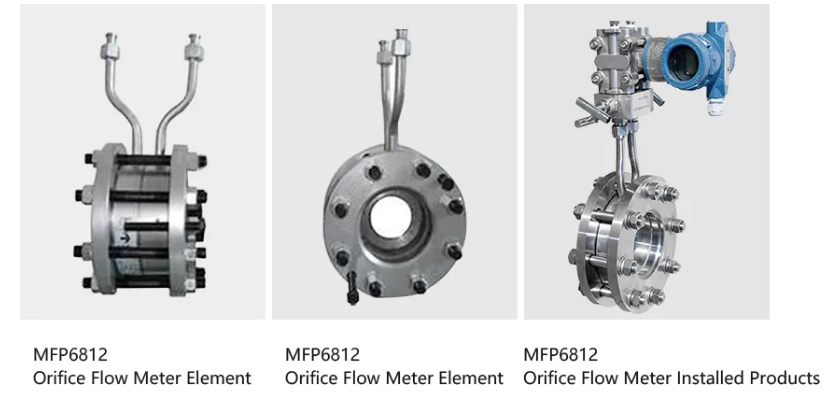 MFP6812
Orifice Flow Meter Element
MFP6812
Orifice Flow Meter Element
MFP6812
Orifice Flow Meter Installed Products